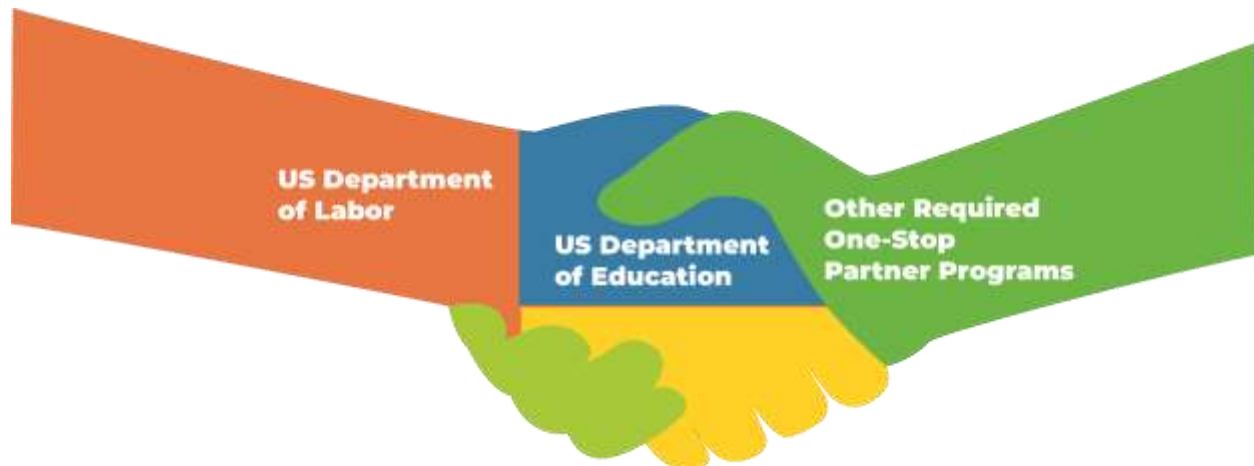 US Department
of Labor
US Department
of Education
Other Required
One-Stop
Partner Programs